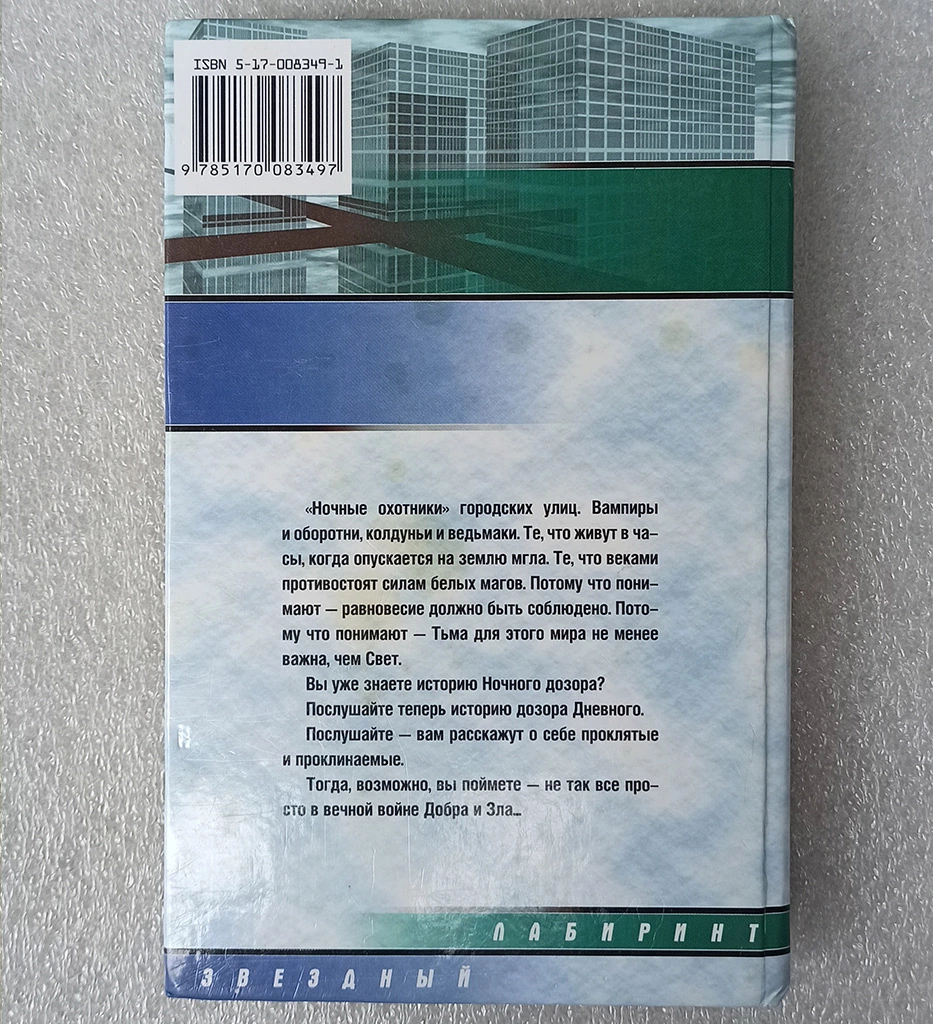 ISBN 5-17-008349-1
9 785170 083497
«Ночные охотники» городских улиц. Вампиры
и оборотни, колдуньи и ведьмаки. Те, что живут в ча–
сы, когда опускается на землю мгла. Те, что веками
противостоят силам белых магов. Потому что пони–
мают — равновесие должно быть соблюдено. Пото–
му что понимают — Тьма для этого мира не менее
важна, чем Свет.
Вы уже знаете историю Ночного дозора?
Послушайте теперь историю дозора Дневного.
Послушайте — вам расскажут о себе проклятые
и проклинаемые.
Тогда, возможно, вы поймете — не так все про–
сто в вечной войне Добра и Зла...
ЛАБИРИНТ
ЗВЕЗДНЫЙ